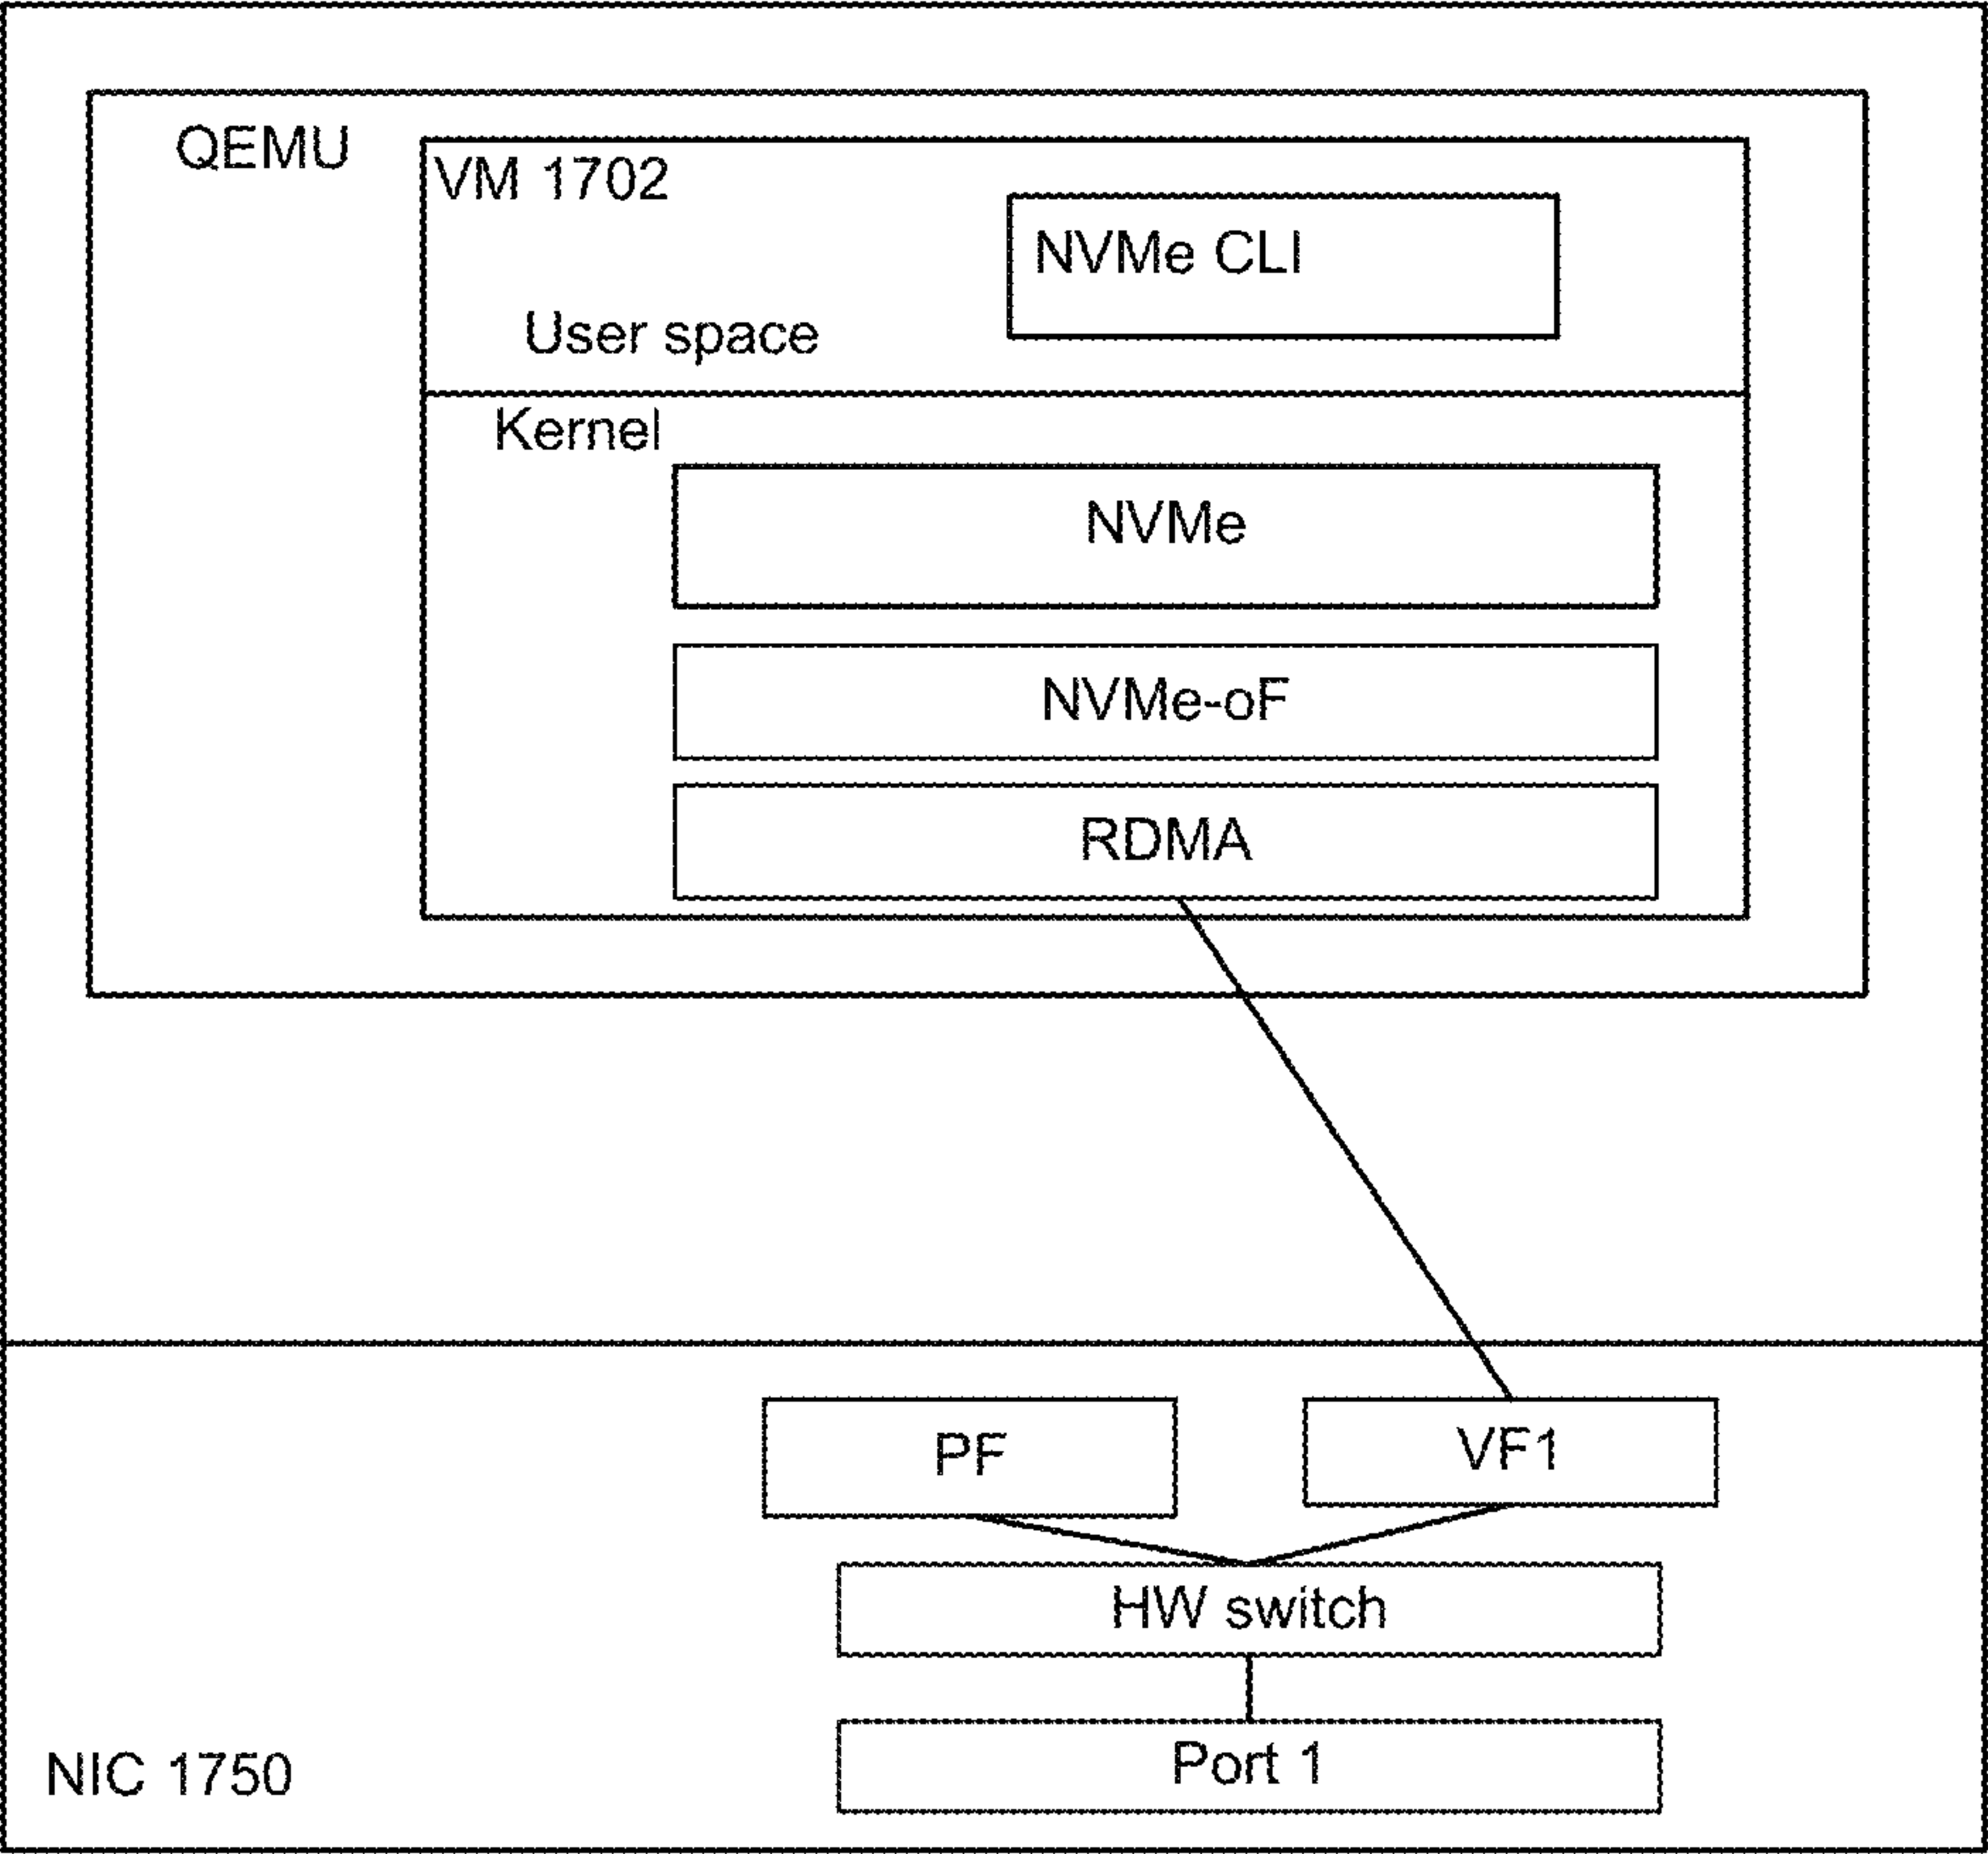 QEMU
VM 1702
NVMe CLI
User space
Kernel
NVMe
NVMe-oF
RDMA
PF
VF1
HW switch
Port 1
NIC 1750